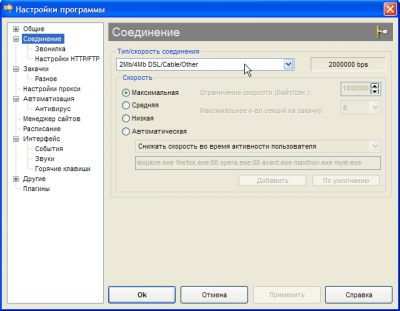 Настройки программы
Общие
Соединение
Звонилка
Настройки HTTP/FTP
Закачки
Разное
Настройки прокси
Автоматизация
Антивирус
Менеджер сайтов
Расписание
Интерфейс
События
Звуки
Горячие клавиши
Другие
Плагины
Соединение
Тип/скорость соединения
2Mb/4Mb DSL/Cable/Other
2000000 bps
Скорость
Максимальная
Ограничение скорости (Байт/сек.):
1000000
Средняя
Максимальное к-во секций на закачку:
8
Низкая
Автоматическая
Снижать скорость во время активности пользователя
iexplore.exe firefox.exe:80 opera.exe:80 avant.exe maxthon.exe myie.exe
Добавить
По умолчанию
Ok
Отмена
Применить
Справка